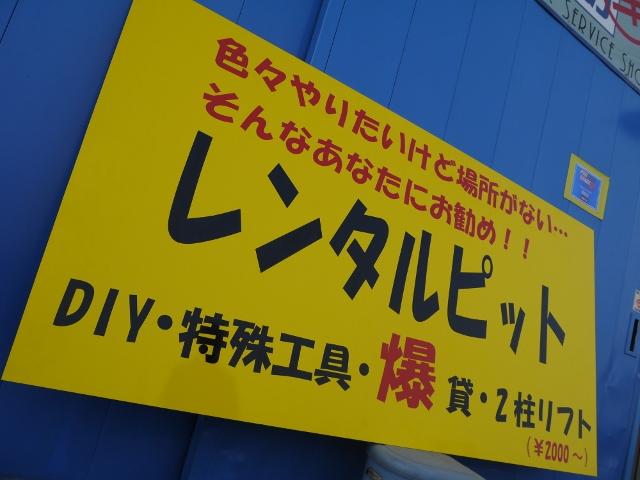 SERVICE SHO
色々やりたいけど場所がない…
そんなあなたにお勧め！！
レンタルピット
DIY・特殊工具・爆貸・2柱リフト
(￥2000～)